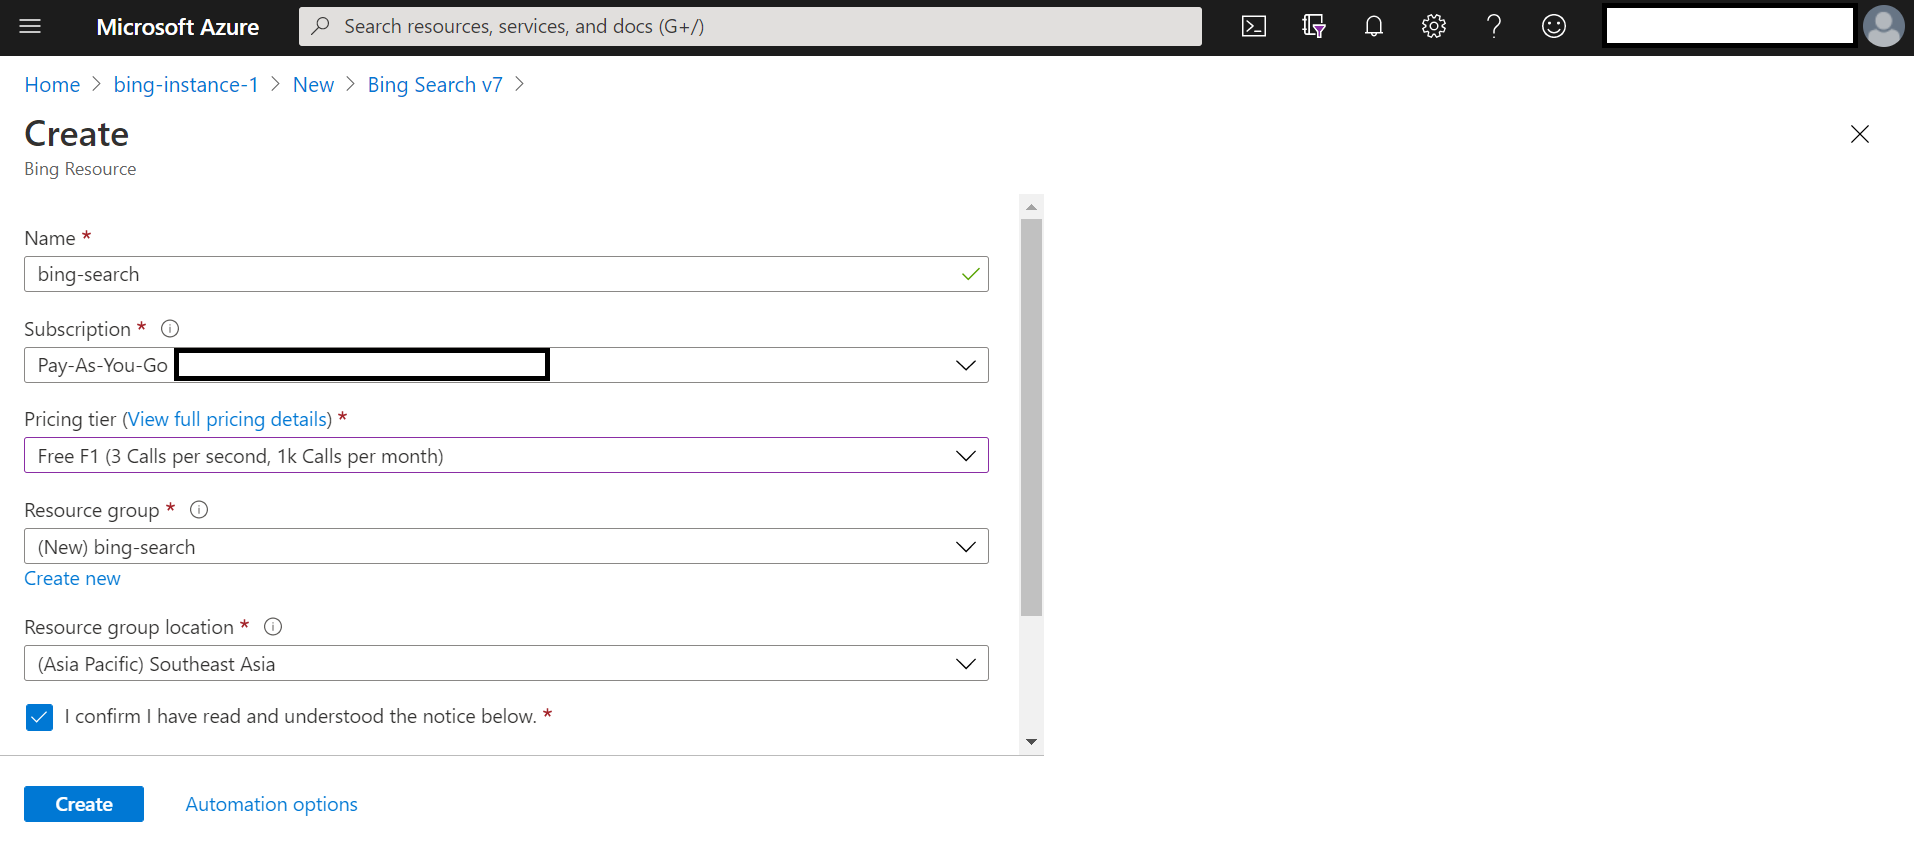 Microsoft Azure
Search resources, services, and docs (G+/)
Home > bing-instance-1 > New > Bing Search v7 >
Create
Bing Resource
Name *
bing-search
Subscription *
Pay-As-You-Go
Pricing tier (View full pricing details) *
Free F1 (3 Calls per second, 1k Calls per month)
Resource group *
(New) bing-search
Create new
Resource group location *
(Asia Pacific) Southeast Asia
I confirm I have read and understood the notice below. *
Create
Automation options